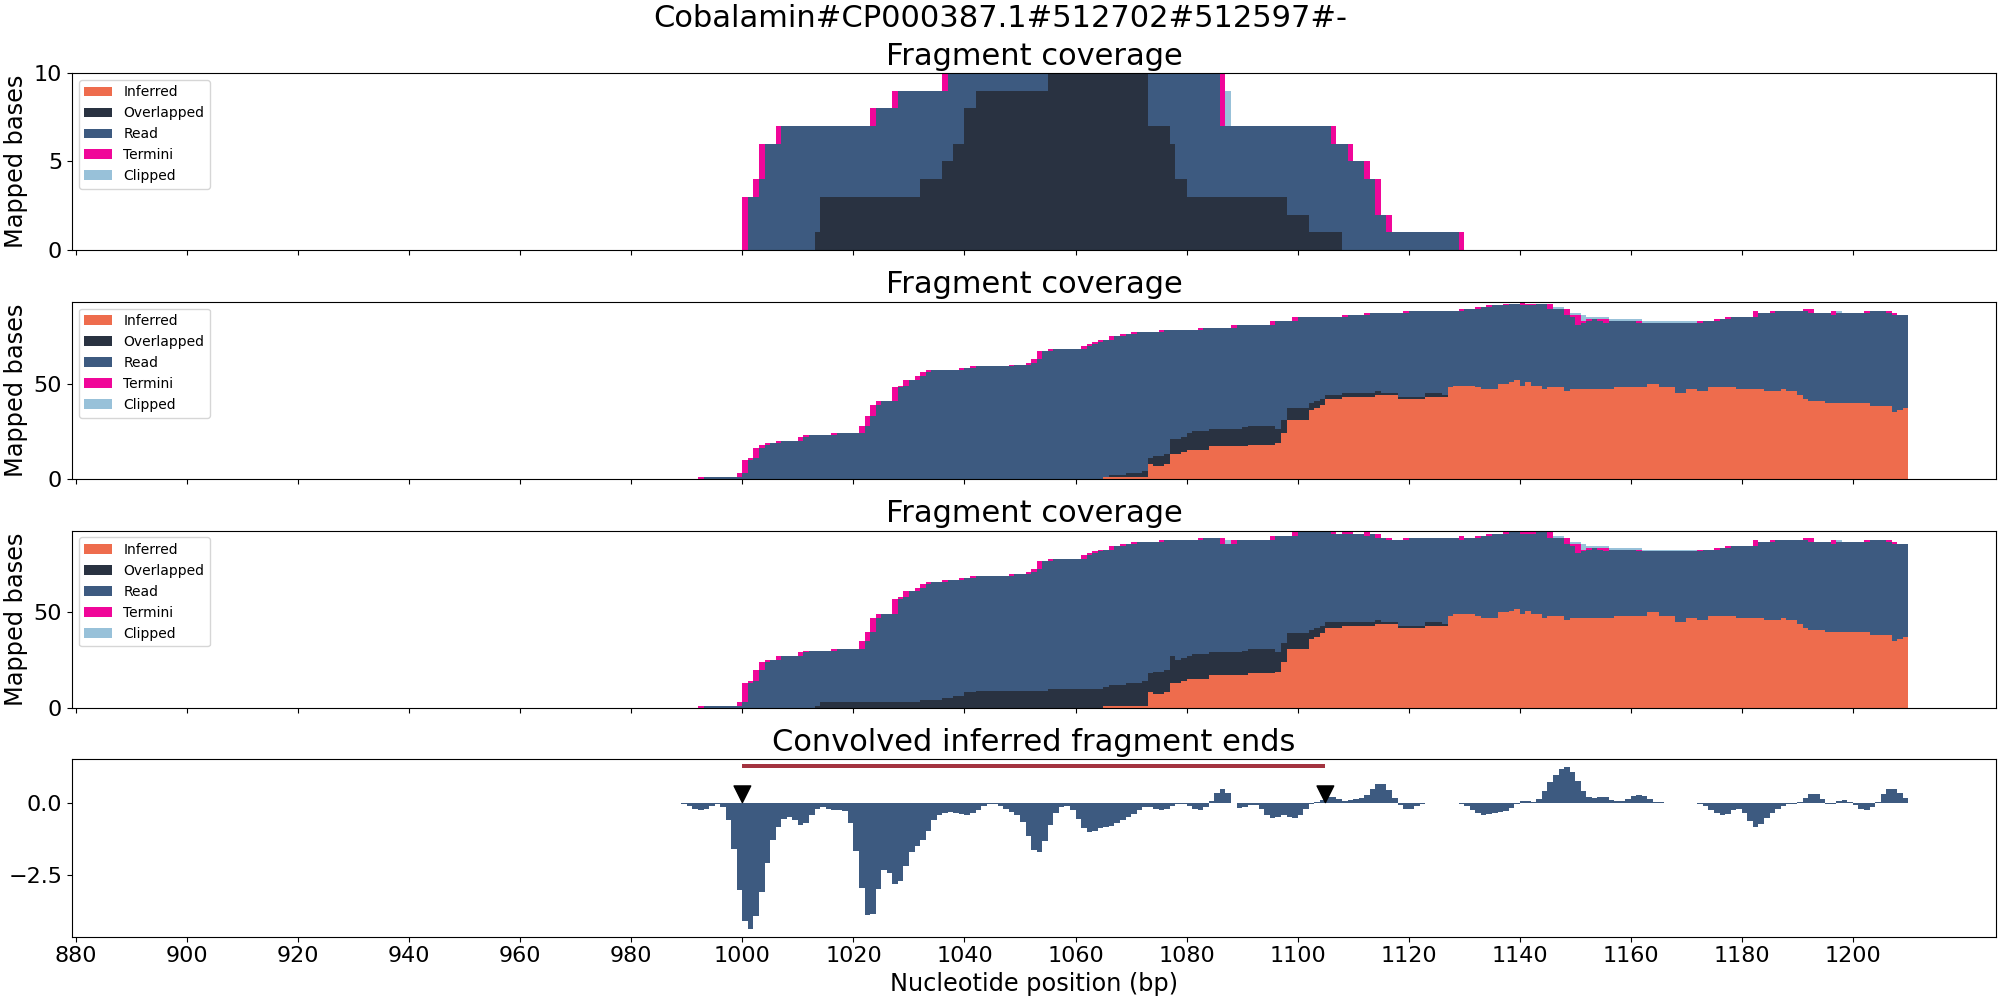 Cobalamin#CP000387.1#512702#512597#-
Fragment coverage
Mapped bases
10
5
0
Inferred
Overlapped
Read
Termini
Clipped
Fragment coverage
Mapped bases
50
0
Inferred
Overlapped
Read
Termini
Clipped
Fragment coverage
Mapped bases
50
0
Inferred
Overlapped
Read
Termini
Clipped
Convolved inferred fragment ends
0.0
−2.5
880 900 920 940 960 980 1000 1020 1040 1060 1080 1100 1120 1140 1160 1180 1200
Nucleotide position (bp)